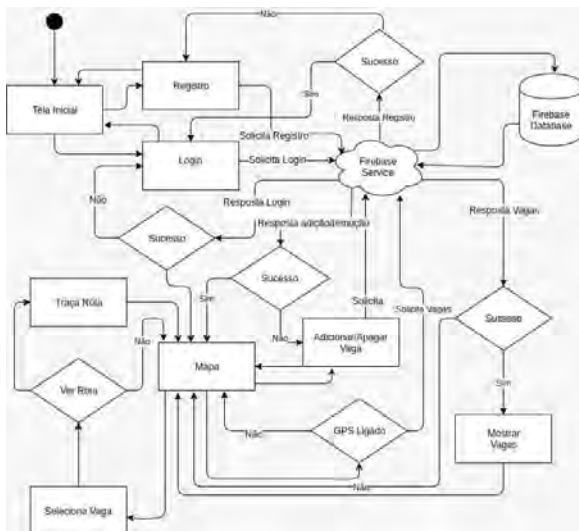 Não
Sucesso
Registro
Tela Inicial
Sim
Resposta Registro
Firebase
Database
Solicita Registro
Login
Solicita Login
Firebase
Service
Não
Resposta Login
Resposta Vagas
Resposta adição/remoção
Sucesso
Sucesso
Solicita
Solicita Vagas
Traça Rota
Sim
Não
Adicionar/Apagar
Vaga
Sucesso
Não
Mapa
Ver Rota
Não
GPS Ligado
Sim
Mostrar
Vagas
Não
Seleciona Vaga